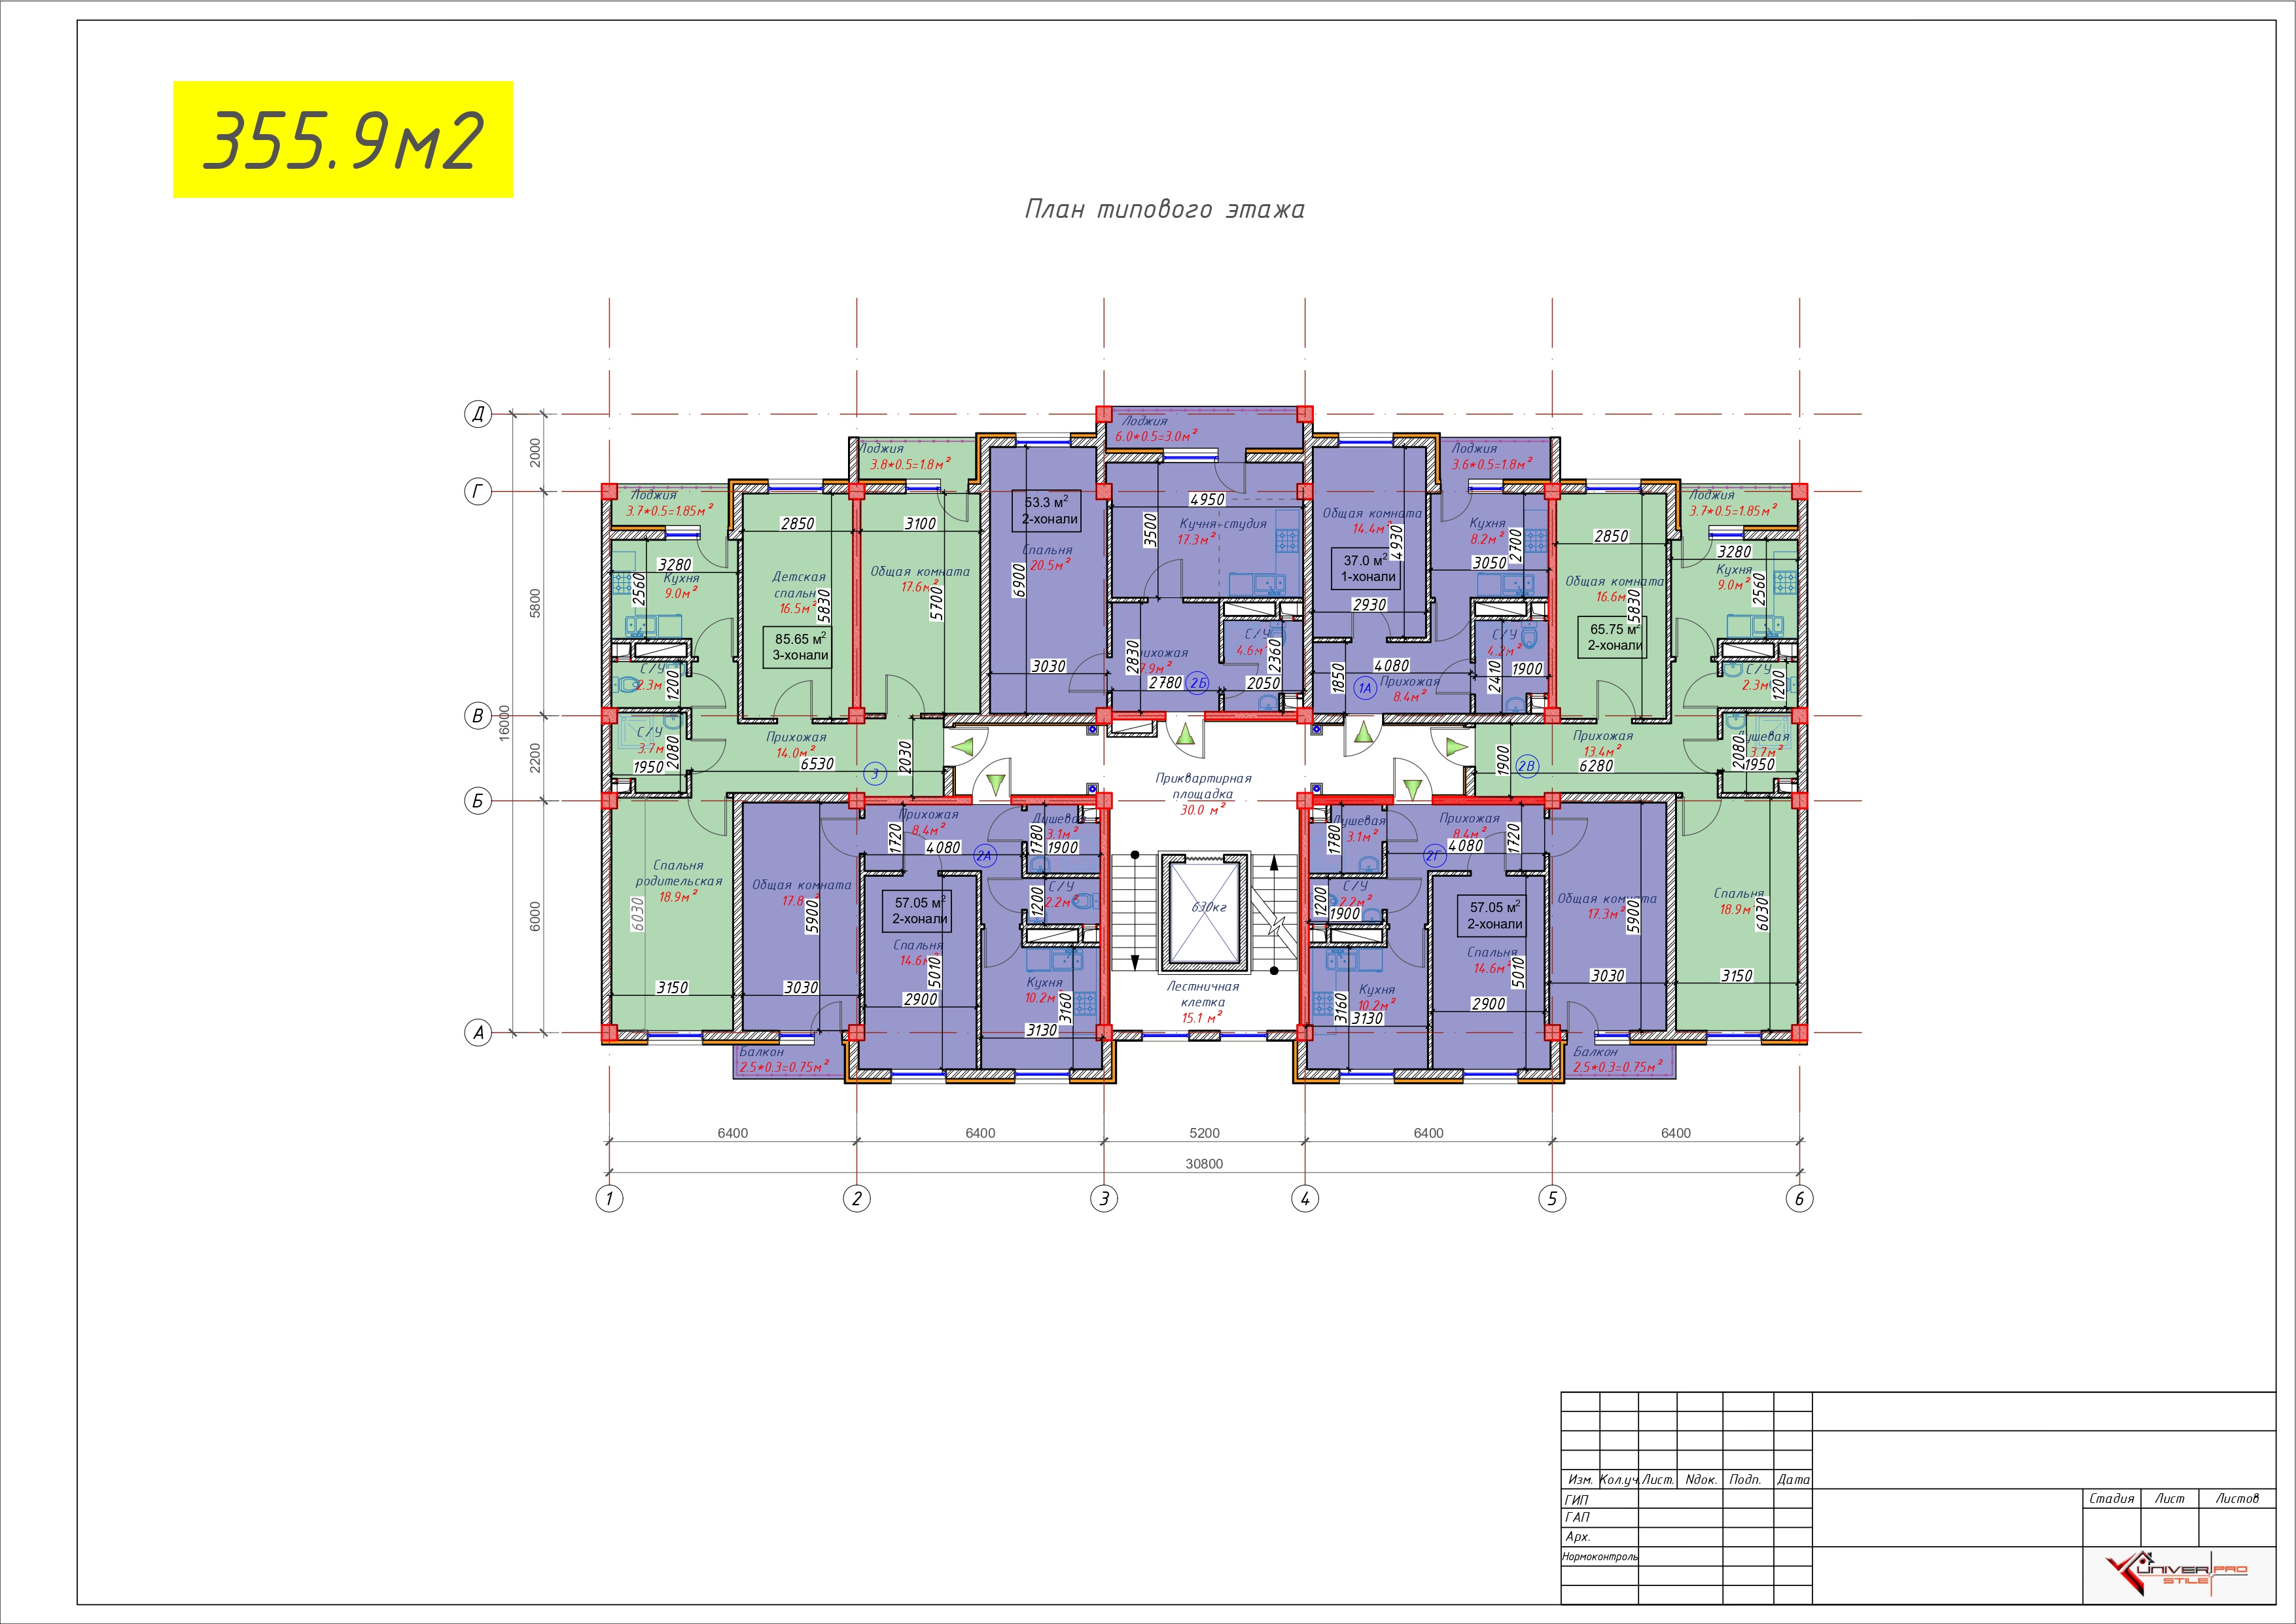 355.9м2
План типового этажа
Д
Г
В
Б
А
2000
5800
2200
6000
16000
Лоджия
6.0*0.5=3.0м²
Лоджия
3.8*0.5=1.8м²
Лоджия
3.6*0.5=1.8м²
Лоджия
3.7*0.5=1.85м²
Лоджия
3.7*0.5=1.85м²
3280
2560
Кухня
9.0м²
2850
Детская
16.5м²
5830
85.65 м²
3-хонали
3100
Общая комната
17.6м²
5700
53.3 м²
2-хонали
Спальня
20.5м²
6900
3030
4950
3500
Кучня-студия
17.3м²
2830
7.9м²
2780
2Б
С/У
4.6м²
2360
2050
Общая комната
14.4м²
4930
37.0 м²
1-хонали
2930
Кухня
8.2м²
2700
3050
С/У
4.2м²
2410
1900
1850
4080
1А
Прихожая
8.4м²
2850
Общая комната
16.6м²
5830
65.75 м²
2-хонали
3280
Кухня
9.0м²
2560
С/У
2.3м²
1200
С/У
2.3м
1200
С/У
3.7м
2080
1950
Прихожая
14.0м²
6530
3
2030
Приквартирная
площадка
30.0 м²
1900
Прихожая
13.4м²
6280
2В
2080
3.7м²
1950
Спальня
родительская
18.9м²
6030
3150
Общая комната
17.8
5900
3030
Прихожая
8.4м²
1720
4080
2А
3.1м²
1780
1900
С/У
2.2м²
1200
57.05 м²
2-хонали
Спальня
14.6м²
5010
2900
Кухня
10.2м²
3160
3130
630кг
Лестничная
клетка
15.1 м²
1780
3.1м²
Прихожая
8.4м²
1720
4080
2Г
С/У
2.2м²
1200
1900
57.05 м²
2-хонали
Спальня
14.6м²
5010
2900
Кухня
10.2м²
3160
3130
Общая комната
17.3м²
5900
3030
Спальня
18.9м²
6030
3150
Балкон
2.5*0.3=0.75м²
Балкон
2.5*0.3=0.75м²
6400
6400
5200
6400
6400
30800
1
2
3
4
5
6
Изм.
Кол.уч.
Лист.
Nдок.
Подп.
Дата
ГИП
ГАП
Арх.
Нормоконтроль
Стадия
Лист
Листов
UNIVER PRO
STILE